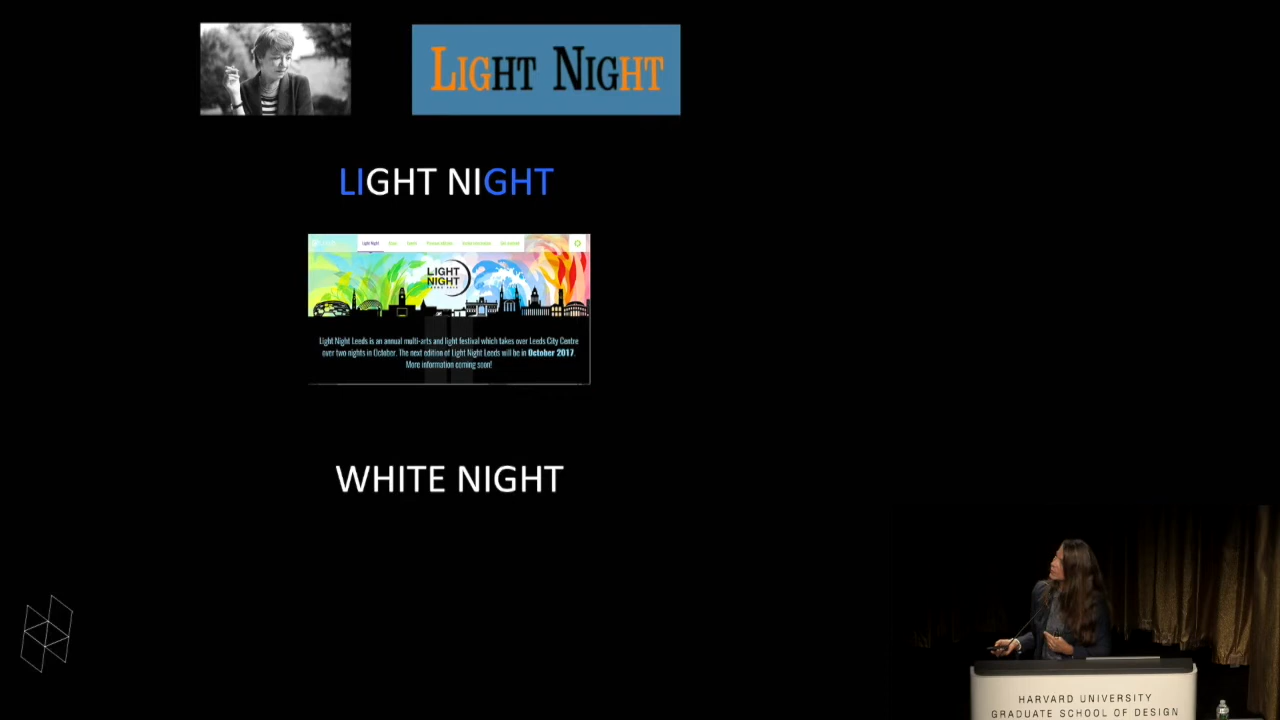 LIGHT NIGHT
LIGHT NIGHT
Light Night
LIGHT
NIGHT
Light Night Leeds is an annual multi-arts and light festival which takes over Leeds City Centre
over two nights in October. The next edition of Light Night Leeds will be in October 2017.
More information coming soon!
WHITE NIGHT
HARVARD UNIVERSITY
GRADUATE SCHOOL OF DESIGN